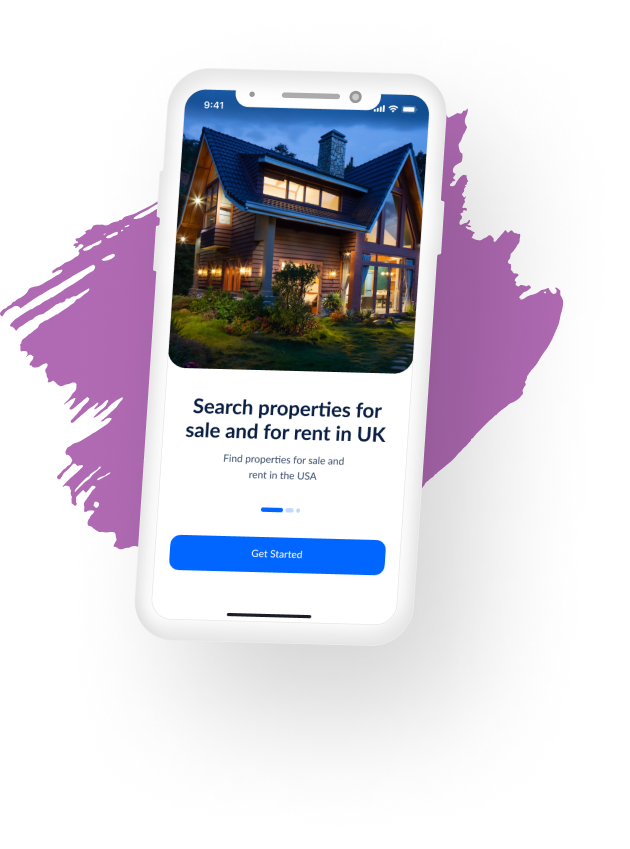 9:41
Search properties for
sale and for rent in UK
Find properties for sale and
rent in the USA
Get Started